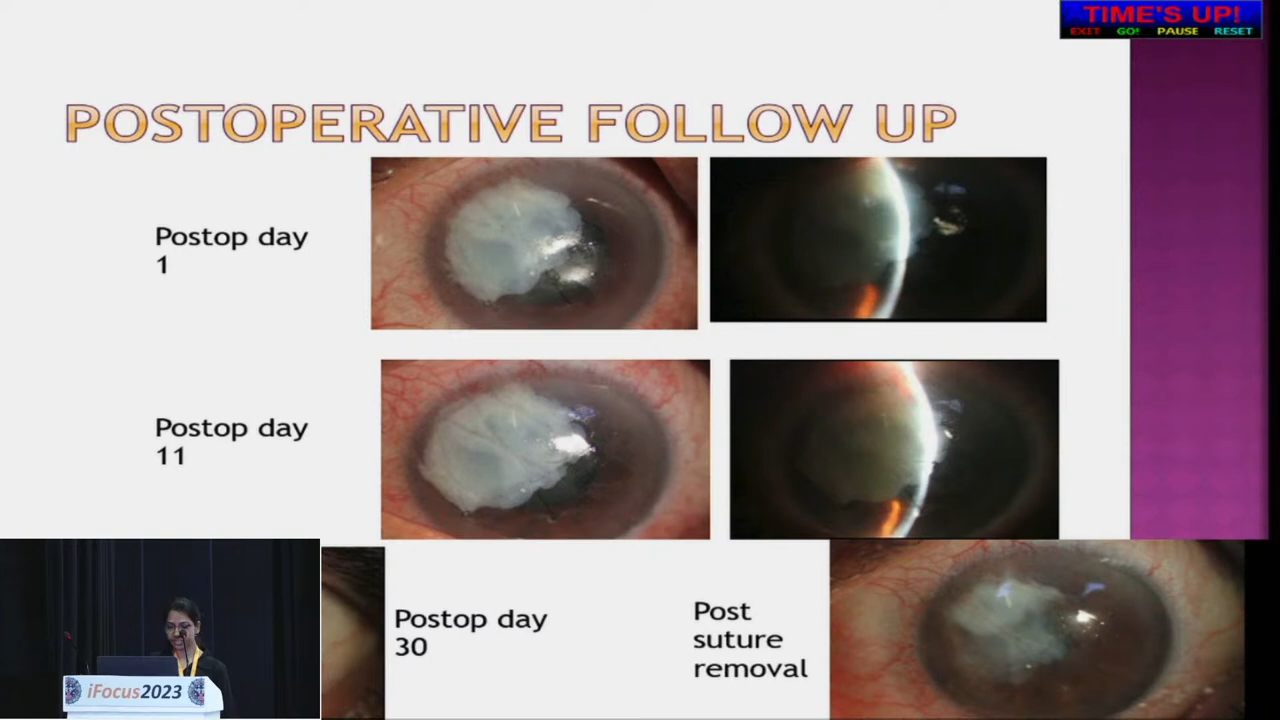 TIME'S UP!
EXIT GO! PAUSE RESET
POSTOPERATIVE FOLLOW UP
Postop day
1
Postop day
11
Postop day
30
Post
suture
removal
iFocus2023